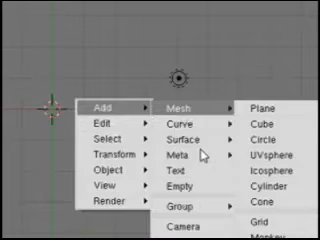 Add
Edit
Select
Transform
Object
View
Render
Mesh
Curve
Surface
Meta
Text
Empty
Group
Camera
Plane
Cube
Circle
UVsphere
Icosphere
Cylinder
Cone
Grid
Monkey